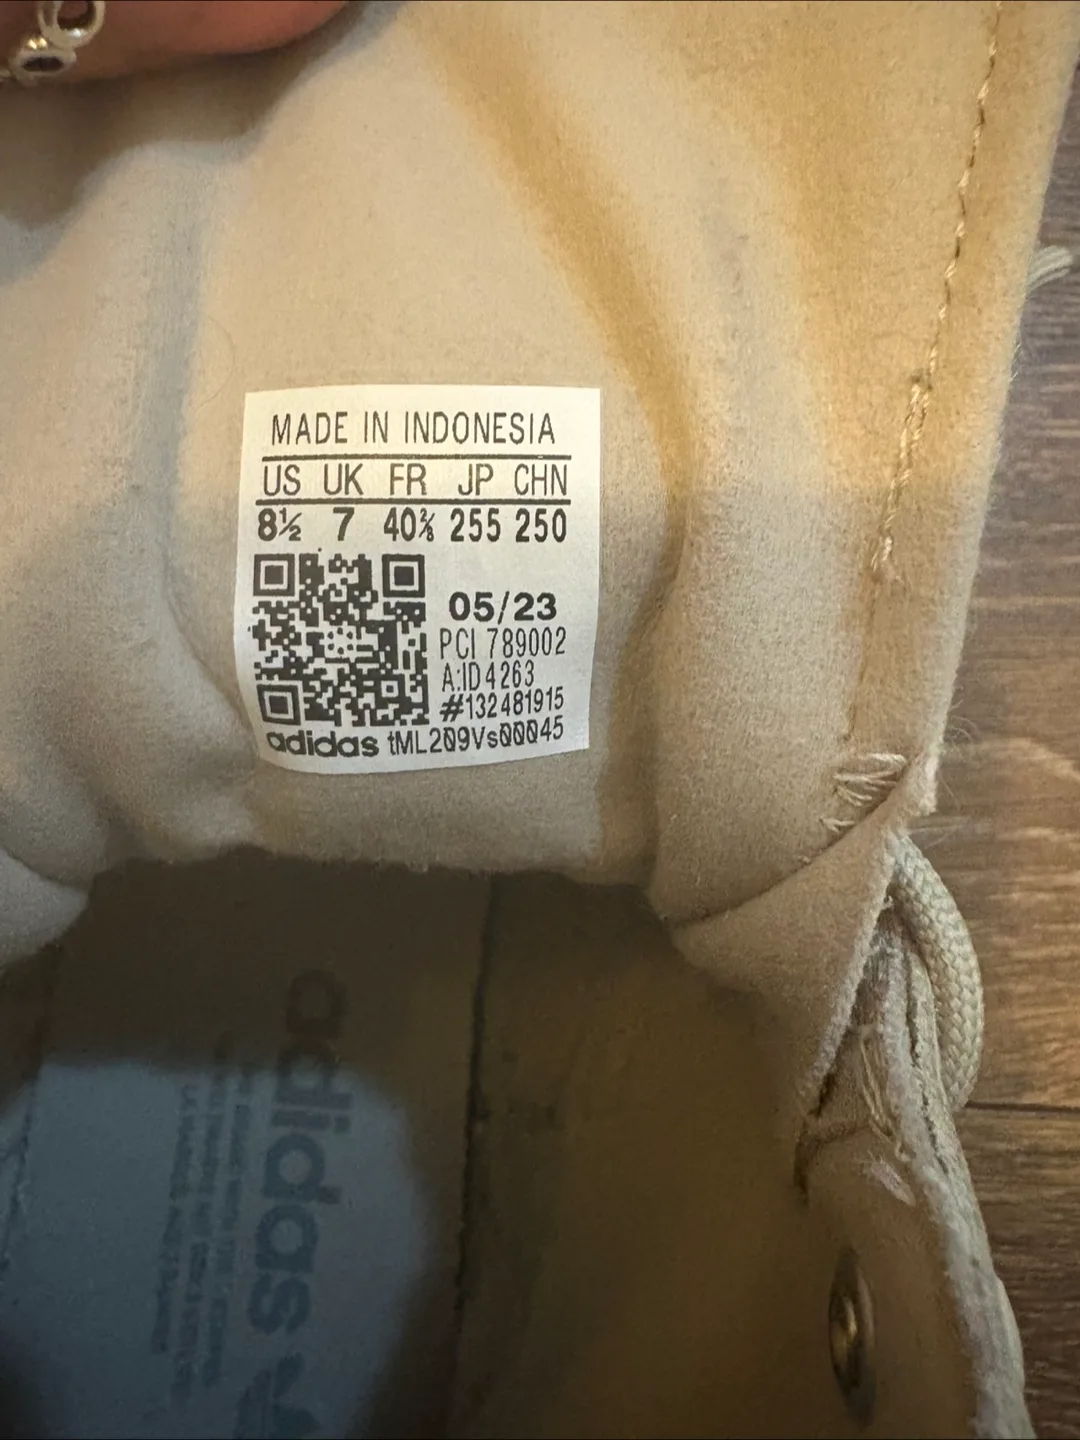 MADE IN INDONESIA
US UK FR JP CHN
8½ 7 40⅔ 255 250
05/23
PCI 789002
A:ID4263
#132481915
adidas tML209Vs00045
adidas